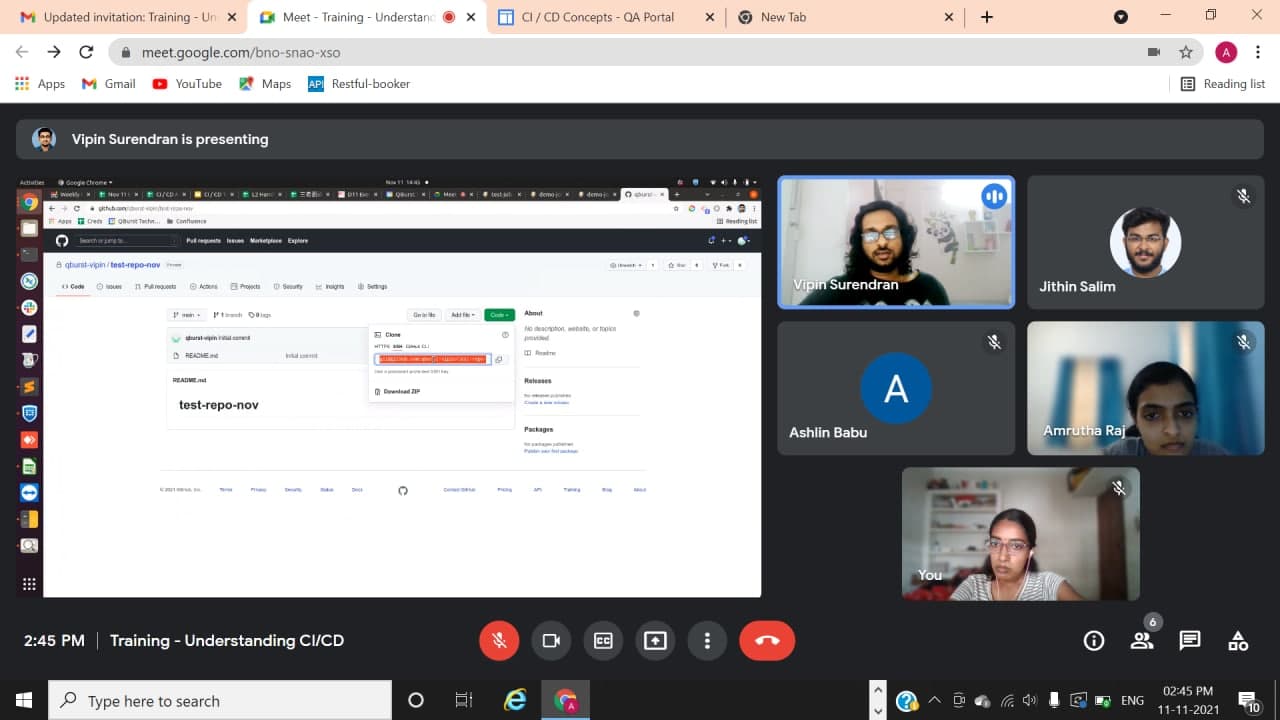 Updated invitation: Training - Un
Meet - Training - Understand
CI / CD Concepts - QA Portal
New Tab
meet.google.com/bno-snao-xso
A
Apps
Gmail
YouTube
Maps
API
Restful-booker
Reading list
Vipin Surendran is presenting
Activities
Google Chrome
Nov 11 14:45
github.com/qburst-vipin/test-repo-nov
Apps
Creds
QBurst Techn...
Confluence
Reading list
Search or jump to...
Pull requests
Issues
Marketplace
Explore
qburst-vipin / test-repo-nov
Private
Unwatch
1
Star
Fork
Code
Issues
Pull requests
Actions
Projects
Security
Insights
Settings
main
1 branch
0 tags
Go to file
Add file
Code
qburst-vipin Initial commit
README.md
Initial commit
README.md
test-repo-nov
Clone
HTTPS SSH GitHub CLI
Use a password-protected SSH key.
Download ZIP
About
No description, website, or topics
provided.
Readme
Releases
No releases published
Create a new release
Packages
No packages published
Publish your first package
© 2021 GitHub, Inc.
Terms
Privacy
Security
Status
Docs
Contact GitHub
Pricing
API
Training
Blog
About
Vipin Surendran
Jithin Salim
A
Ashlin Babu
Amrutha Raj
You
2:45 PM | Training - Understanding CI/CD
6
Type here to search
ENG
02:45 PM
11-11-2021
10